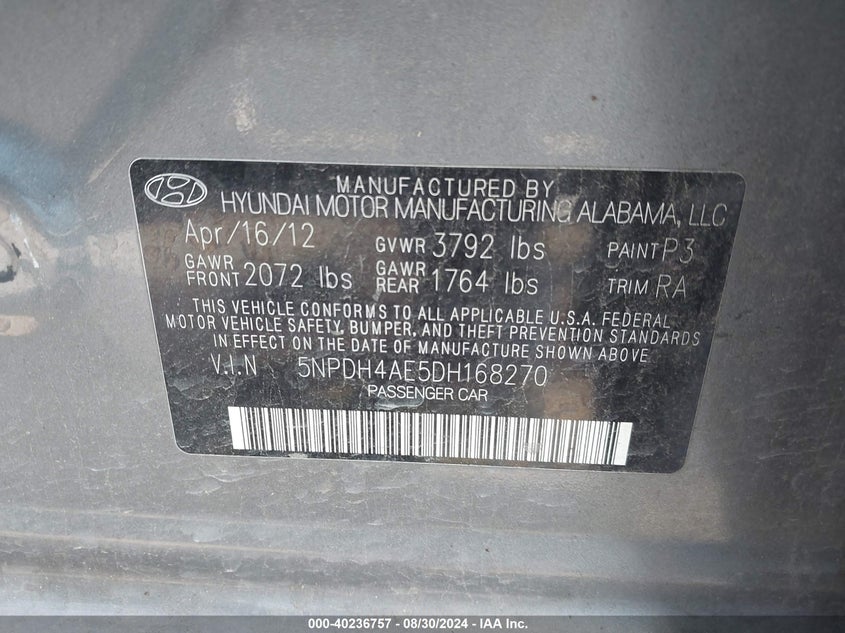 MANUFACTURED BY
HYUNDAI MOTOR MANUFACTURING ALABAMA, LLC
Apr/16/12 GVWR 3792 lbs PAINT P3
GAWR FRONT 2072 lbs GAWR REAR 1764 lbs TRIM RA
THIS VEHICLE CONFORMS TO ALL APPLICABLE U.S.A. FEDERAL
MOTOR VEHICLE SAFETY, BUMPER, AND THEFT PREVENTION STANDARDS
IN EFFECT ON THE DATE OF MANUFACTURE SHOWN ABOVE
V.I.N 5NPDH4AE5DH168270
PASSENGER CAR
000-40236757 - 08/30/2024 - IAA Inc.